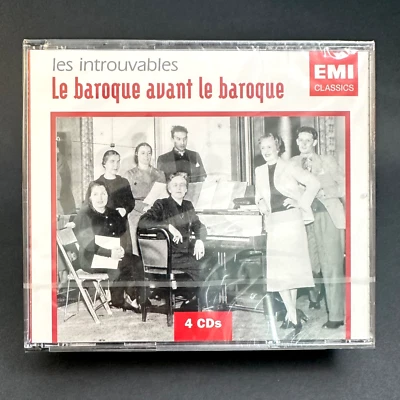 les introuvables
Le baroque avant le baroque
EMI
CLASSICS
4 CDs